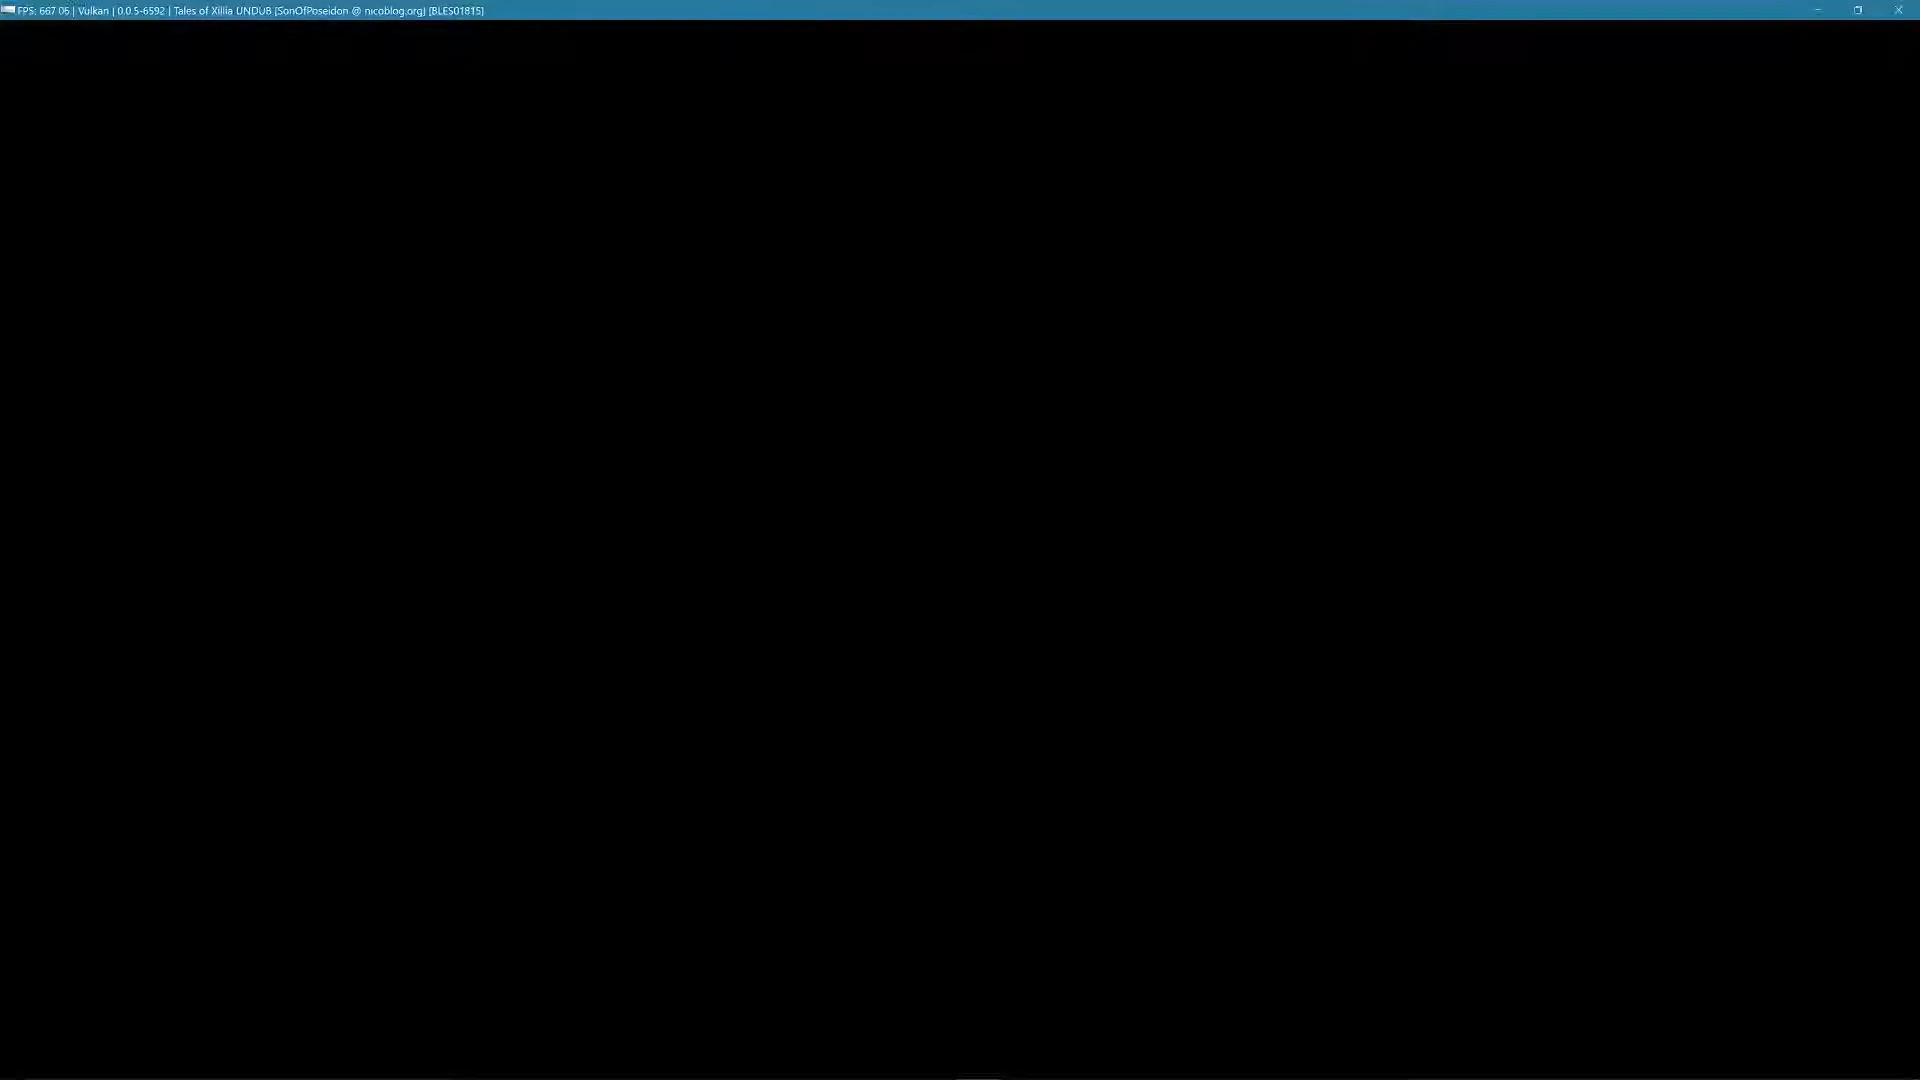 FPS: 667.06 | Vulkan | 0.0.5-6592 | Tales of Xillia UNDUB (SonOfPoseidon @ nicoblog.org) [BLES01815]